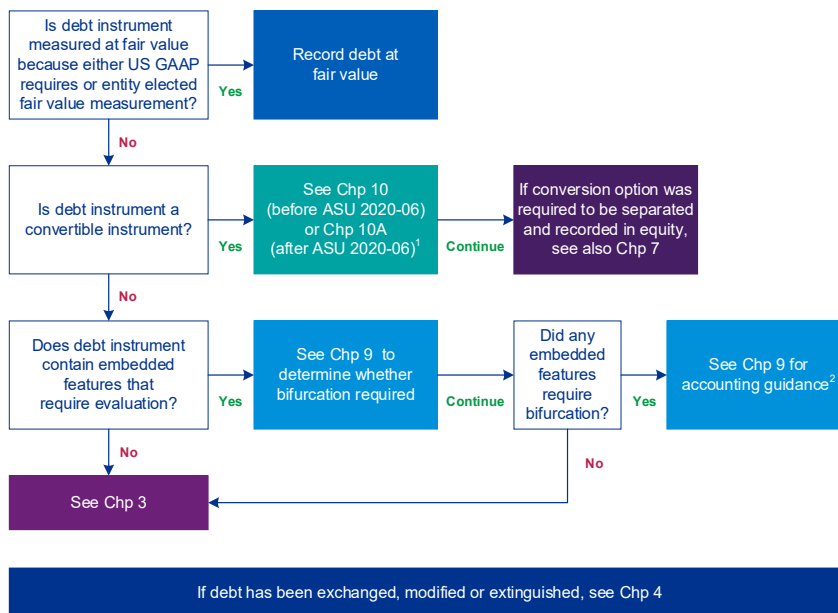 Is debt instrument
measured at fair value
because either US GAAP
requires or entity elected
fair value measurement?
Yes
Record debt at
fair value
No
Is debt instrument a
convertible instrument?
Yes
See Chp 10
(before ASU 2020-06)
or Chp 10A
(after ASU 2020-06)¹
Continue
If conversion option was
required to be separated
and recorded in equity,
see also Chp 7
No
Does debt instrument
contain embedded
features that
require evaluation?
Yes
See Chp 9 to
determine whether
bifurcation required
Continue
Did any
embedded
features
require
bifurcation?
Yes
See Chp 9 for
accounting guidance²
No
No
See Chp 3
If debt has been exchanged, modified or extinguished, see Chp 4